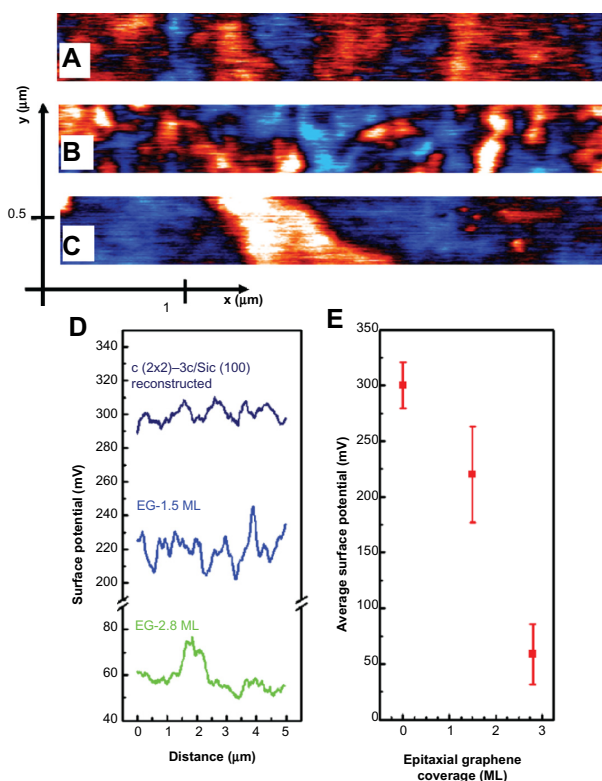 A
B
C
y (µm)
0.5
1
x (µm)
D
c (2x2)–3c/Sic (100)
reconstructed
EG-1.5 ML
EG-2.8 ML
Surface potential (mV)
340
320
300
280
260
240
220
200
80
60
40
0 1 2 3 4 5
Distance (µm)
E
Average surface potential (mV)
350
300
250
200
150
100
50
0
0 1 2 3
Epitaxial graphene
coverage (ML)